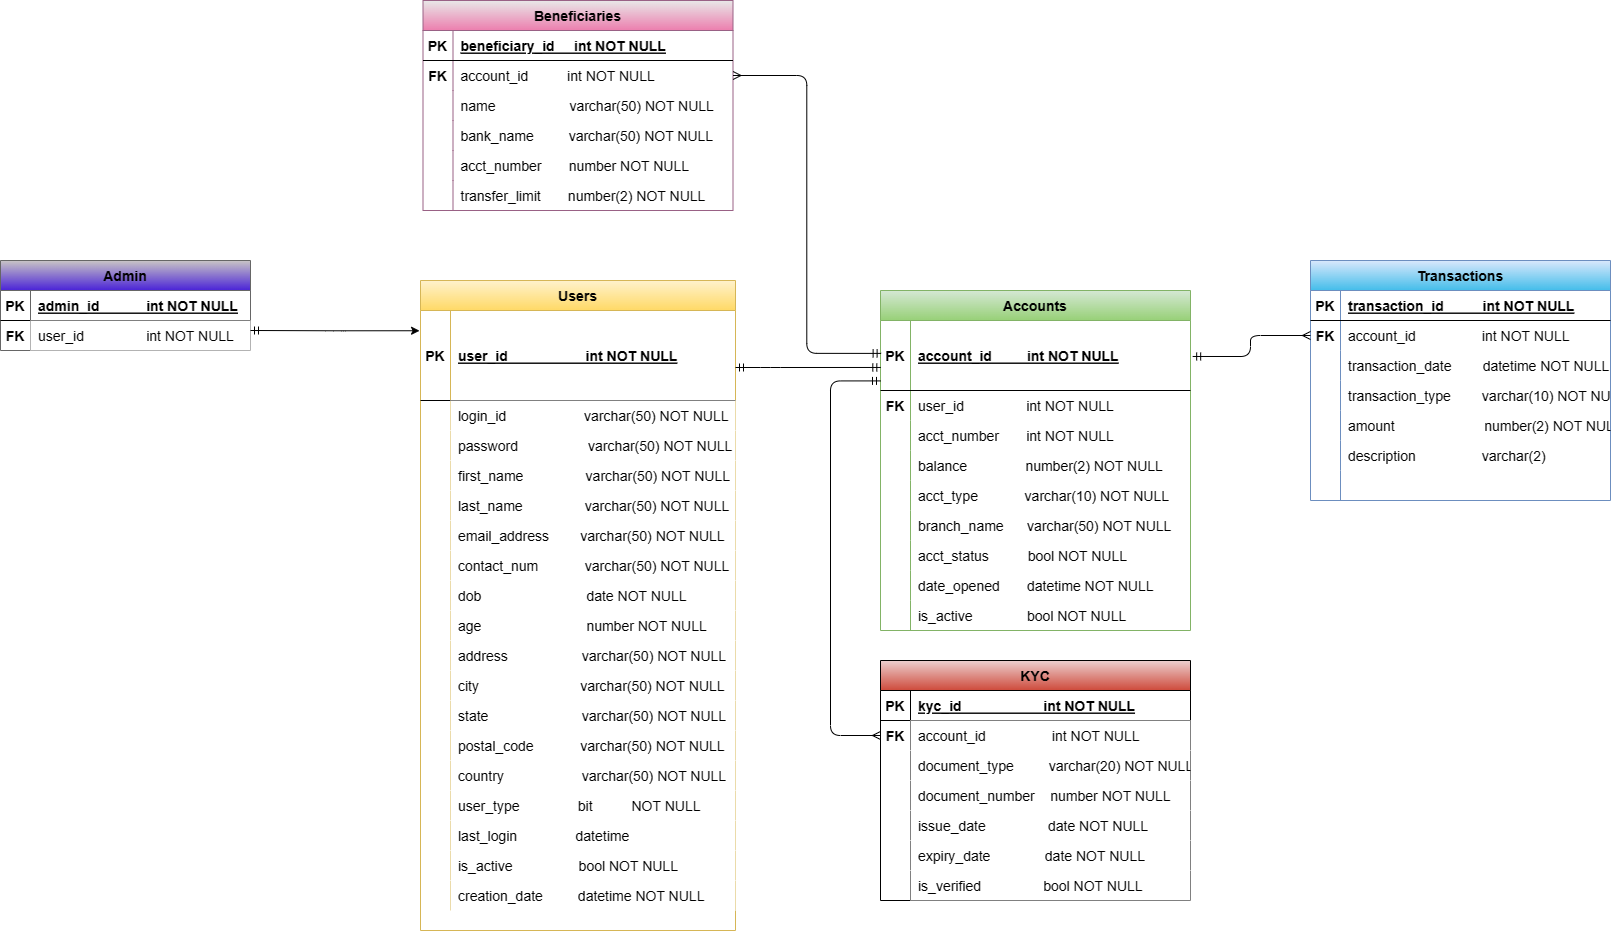 Beneficiaries
PK beneficiary_id int NOT NULL
FK account_id int NOT NULL
name varchar(50) NOT NULL
bank_name varchar(50) NOT NULL
acct_number number NOT NULL
transfer_limit number(2) NOT NULL
Admin
PK admin_id int NOT NULL
FK user_id int NOT NULL
Users
PK user_id int NOT NULL
login_id varchar(50) NOT NULL
password varchar(50) NOT NULL
first_name varchar(50) NOT NULL
last_name varchar(50) NOT NULL
email_address varchar(50) NOT NULL
contact_num varchar(50) NOT NULL
dob date NOT NULL
age number NOT NULL
address varchar(50) NOT NULL
city varchar(50) NOT NULL
state varchar(50) NOT NULL
postal_code varchar(50) NOT NULL
country varchar(50) NOT NULL
user_type bit NOT NULL
last_login datetime
is_active bool NOT NULL
creation_date datetime NOT NULL
Accounts
PK account_id int NOT NULL
FK user_id int NOT NULL
acct_number int NOT NULL
balance number(2) NOT NULL
acct_type varchar(10) NOT NULL
branch_name varchar(50) NOT NULL
acct_status bool NOT NULL
date_opened datetime NOT NULL
is_active bool NOT NULL
KYC
PK kyc_id int NOT NULL
FK account_id int NOT NULL
document_type varchar(20) NOT NULL
document_number number NOT NULL
issue_date date NOT NULL
expiry_date date NOT NULL
is_verified bool NOT NULL
Transactions
PK transaction_id int NOT NULL
FK account_id int NOT NULL
transaction_date datetime NOT NULL
transaction_type varchar(10) NOT NU
amount number(2) NOT NUL
description varchar(2)